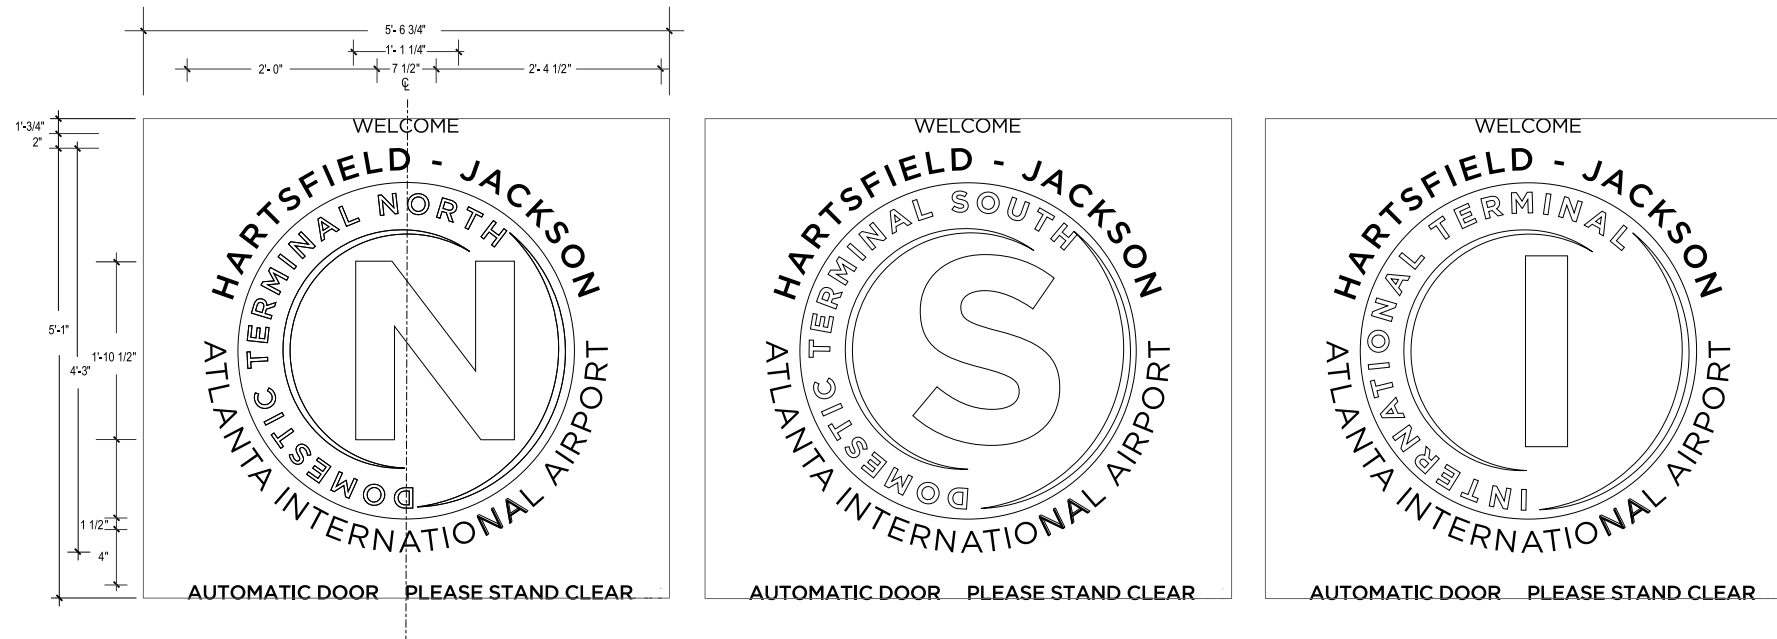 5'- 6 3/4"
1'- 1 1/4"
2'- 0"
7 1/2"
2'- 4 1/2"
℄
1'-3/4"
2"
5'-1"
4'-3"
1'-10 1/2"
1 1/2"
4"
WELCOME
HARTSFIELD - JACKSON
DOMESTIC TERMINAL NORTH
N
ATLANTA INTERNATIONAL AIRPORT
AUTOMATIC DOOR PLEASE STAND CLEAR
WELCOME
HARTSFIELD - JACKSON
DOMESTIC TERMINAL SOUTH
S
ATLANTA INTERNATIONAL AIRPORT
AUTOMATIC DOOR PLEASE STAND CLEAR
WELCOME
HARTSFIELD - JACKSON
INTERNATIONAL TERMINAL
I
ATLANTA INTERNATIONAL AIRPORT
AUTOMATIC DOOR PLEASE STAND CLEAR